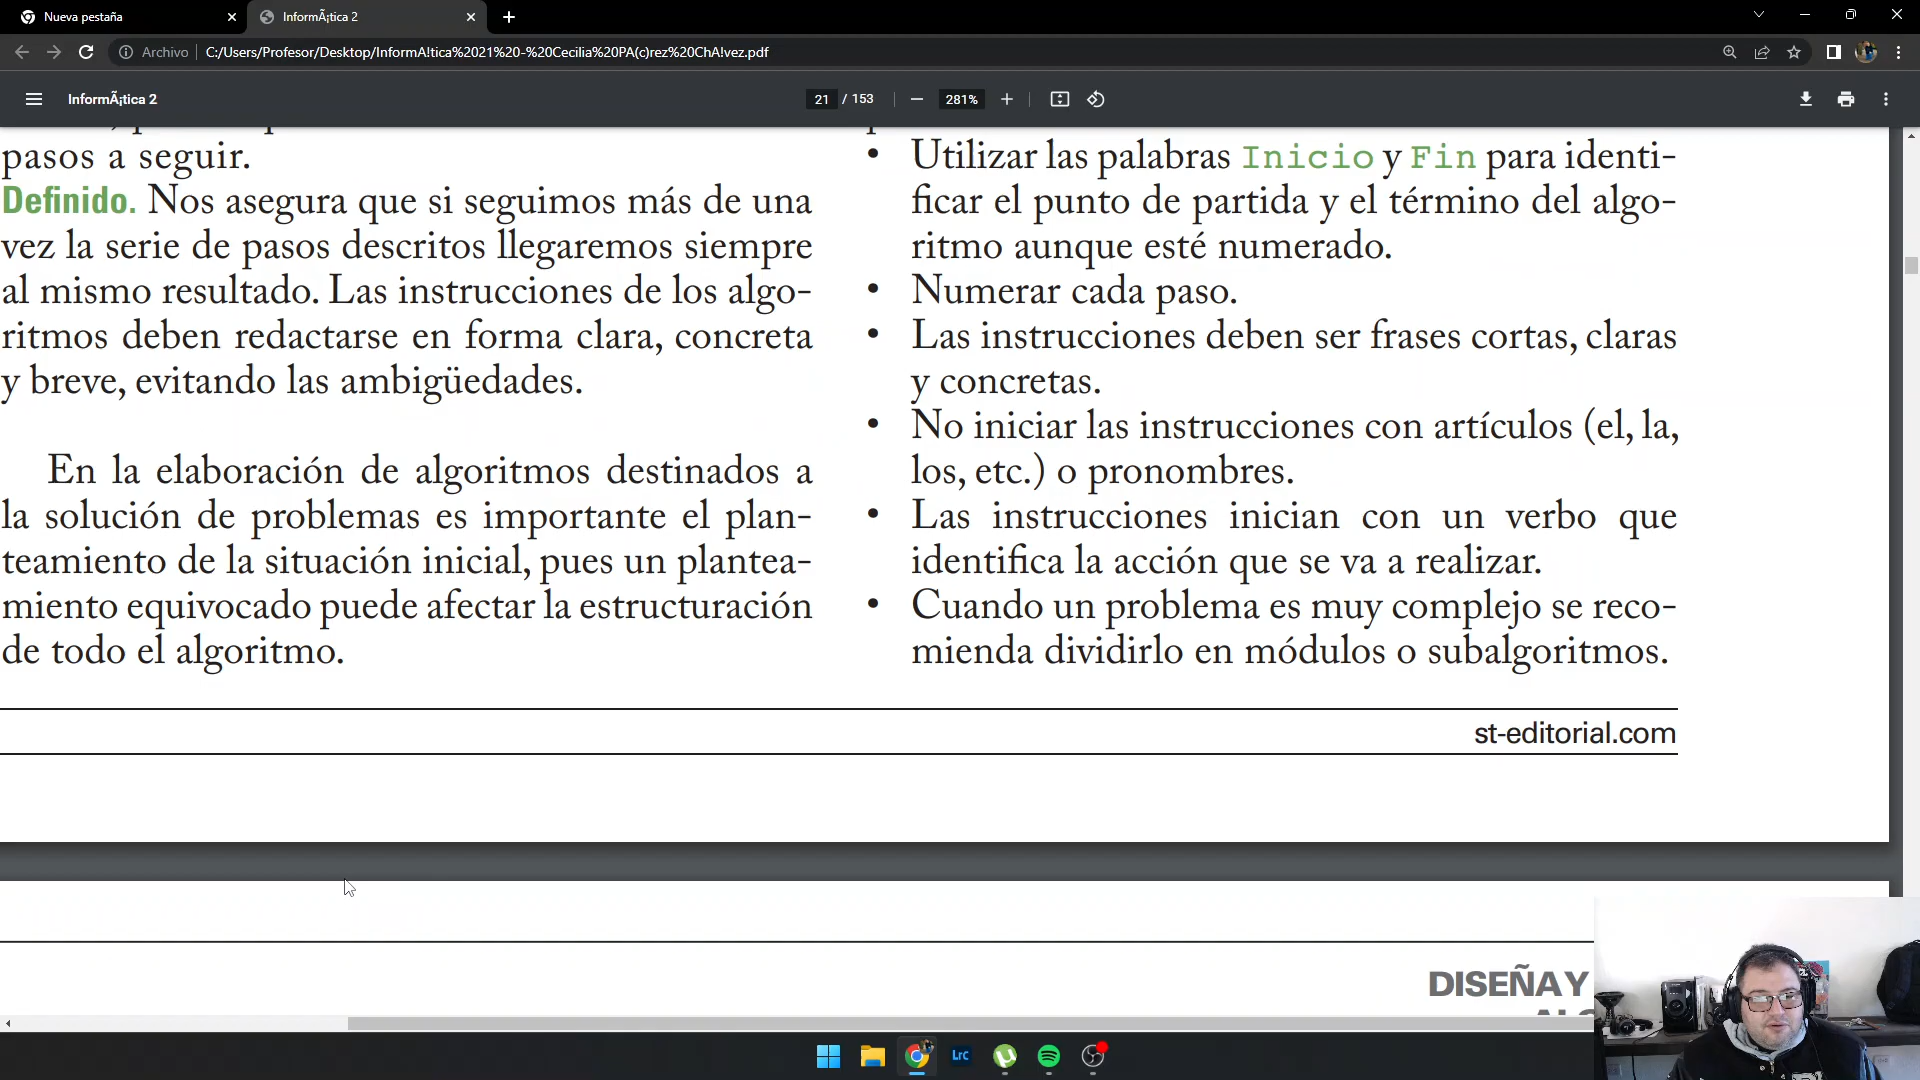 Nueva pestaña
InformÃ¡tica 2
Archivo
C:/Users/Profesor/Desktop/InformA!tica%2021%20-%20Cecilia%20PA(c)rez%20ChA!vez.pdf
InformÃ¡tica 2
21 / 153
281%
pasos a seguir.
Definido. Nos asegura que si seguimos más de una
vez la serie de pasos descritos llegaremos siempre
al mismo resultado. Las instrucciones de los algo-
ritmos deben redactarse en forma clara, concreta
y breve, evitando las ambigüedades.
En la elaboración de algoritmos destinados a
la solución de problemas es importante el plan-
teamiento de la situación inicial, pues un plantea-
miento equivocado puede afectar la estructuración
de todo el algoritmo.
• Utilizar las palabras Inicio y Fin para identi-
ficar el punto de partida y el término del algo-
ritmo aunque esté numerado.
• Numerar cada paso.
• Las instrucciones deben ser frases cortas, claras
y concretas.
• No iniciar las instrucciones con artículos (el, la,
los, etc.) o pronombres.
• Las instrucciones inician con un verbo que
identifica la acción que se va a realizar.
• Cuando un problema es muy complejo se reco-
mienda dividirlo en módulos o subalgoritmos.
st-editorial.com
DISEÑA Y
Lrc